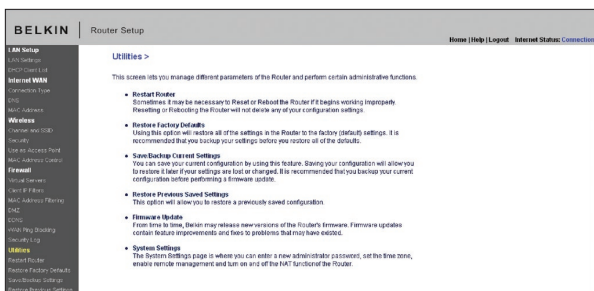 BELKIN
Router Setup
Home | Help | Logout Internet Status: Connection
LAN Setup
LAN Settings
DHCP Client List
Internet WAN
Connection Type
DNS
MAC Address
Wireless
Channel and SSID
Security
Use as Access Point
MAC Address Control
Firewall
Virtual Servers
Client IP Filters
MAC Address Filtering
DMZ
DDNS
WAN Ping Blocking
Security Log
Utilities
Restart Router
Restore Factory Defaults
Save/Backup Settings
Restore Previous Settings
Utilities >
This screen lets you manage different parameters of the Router and perform certain administrative functions.
• Restart Router
Sometimes it may be necessary to Reset or Reboot the Router if it begins working improperly.
Resetting or Rebooting the Router will not delete any of your configuration settings.
• Restore Factory Defaults
Using this option will restore all of the settings in the Router to the factory (default) settings. It is
recommended that you backup your settings before you restore all of the defaults.
• Save/Backup Current Settings
You can save your current configuration by using this feature. Saving your configuration will allow you
to restore it later if your settings are lost or changed. It is recommended that you backup your current
configuration before performing a firmware update.
• Restore Previous Saved Settings
This option will allow you to restore a previously saved configuration.
• Firmware Update
From time to time, Belkin may release new versions of the Router's firmware. Firmware updates
contain feature improvements and fixes to problems that may have existed.
• System Settings
The System Settings page is where you can enter a new administrator password, set the time zone,
enable remote management and turn on and off the NAT function of the Router.